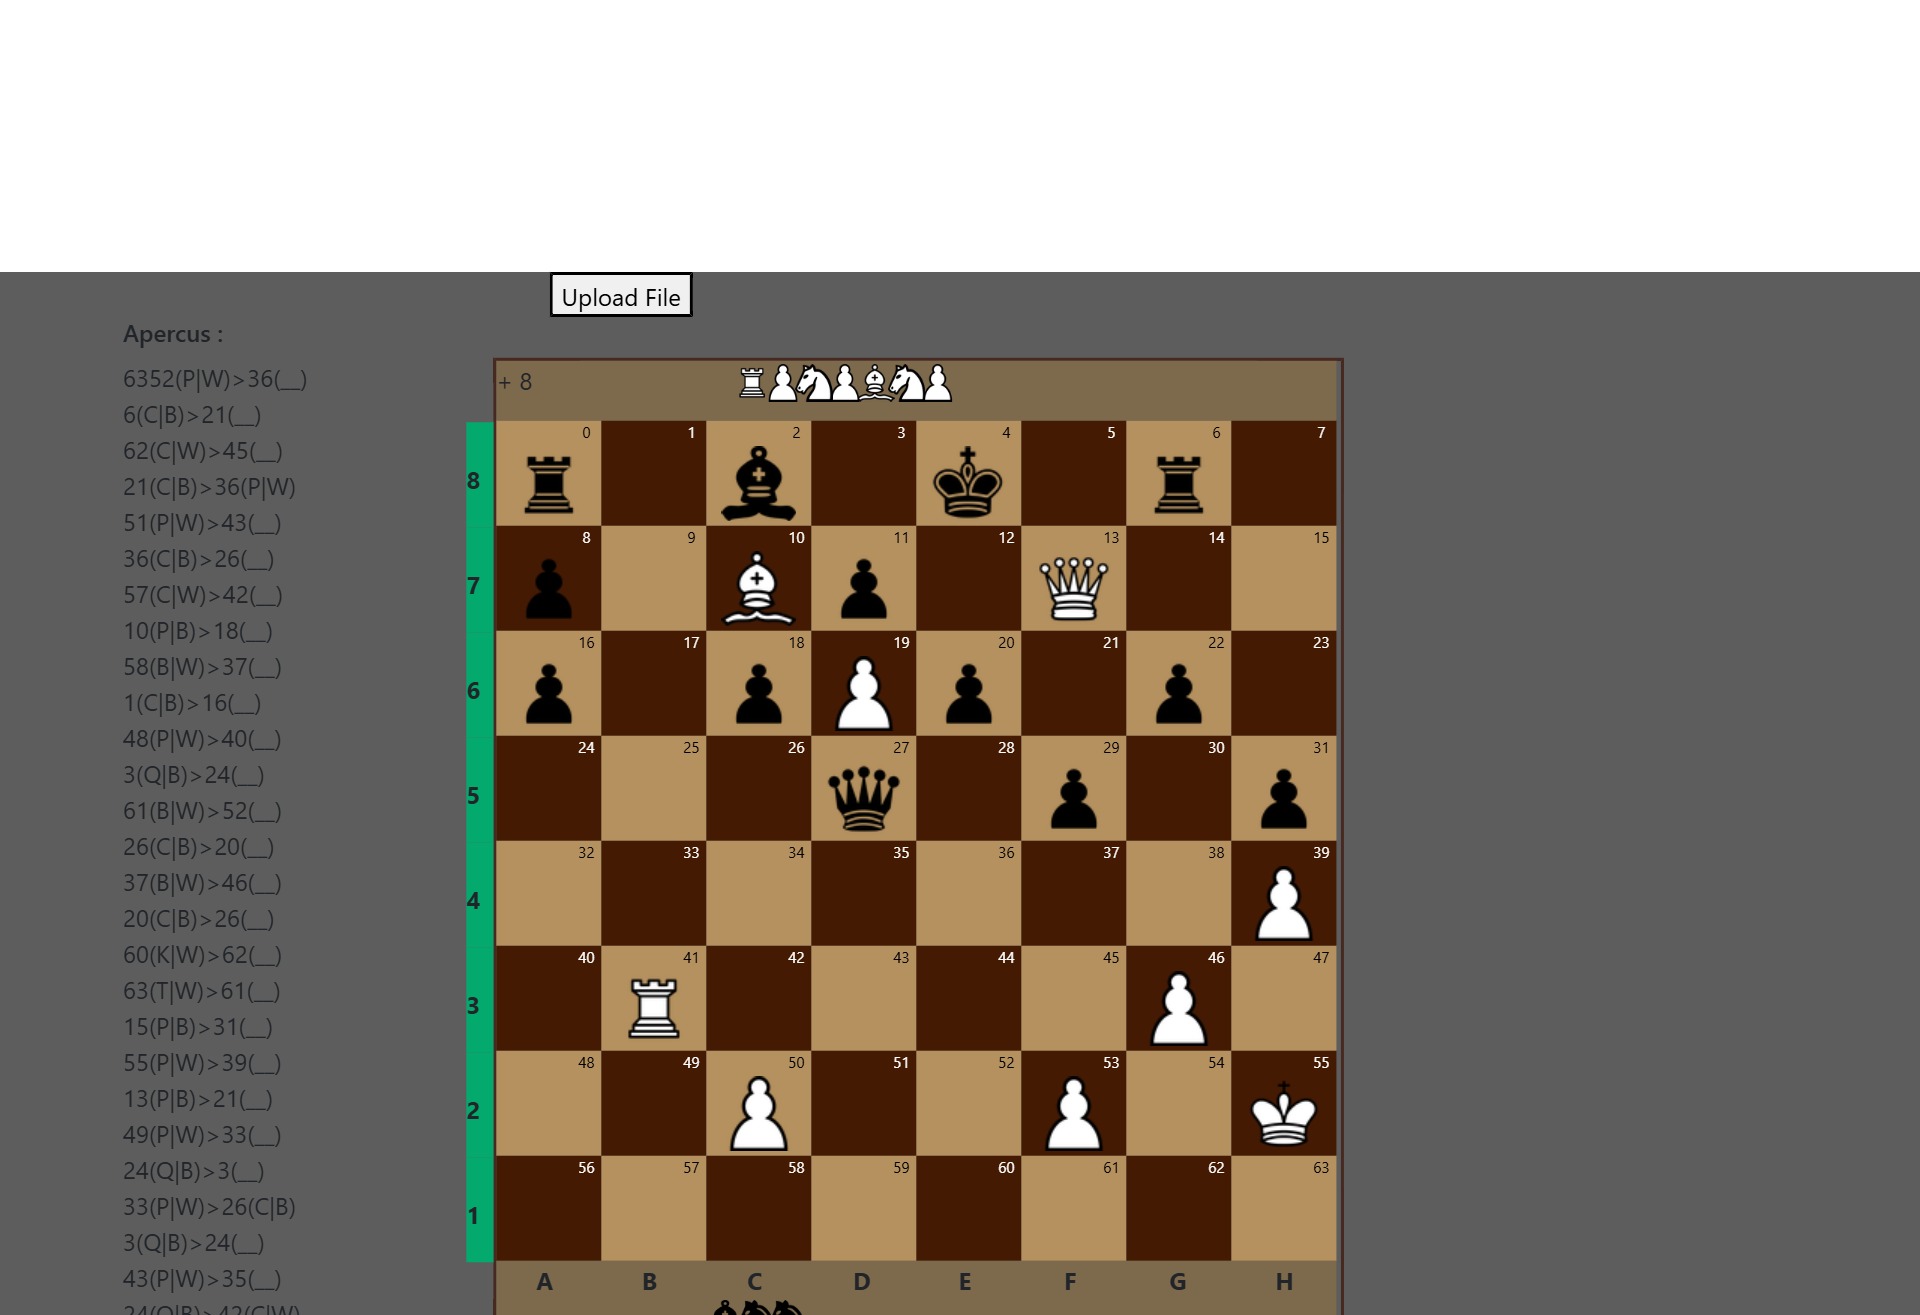 Upload File
Apercus :
6352(P|W)>36(__)
6(C|B)>21(__)
62(C|W)>45(__)
21(C|B)>36(P|W)
51(P|W)>43(__)
36(C|B)>26(__)
57(C|W)>42(__)
10(P|B)>18(__)
58(B|W)>37(__)
1(C|B)>16(__)
48(P|W)>40(__)
3(Q|B)>24(__)
61(B|W)>52(__)
26(C|B)>20(__)
37(B|W)>46(__)
20(C|B)>26(__)
60(K|W)>62(__)
63(T|W)>61(__)
15(P|B)>31(__)
55(P|W)>39(__)
13(P|B)>21(__)
49(P|W)>33(__)
24(Q|B)>3(__)
33(P|W)>26(C|B)
3(Q|B)>24(__)
43(P|W)>35(__)
24(Q|B)>42(C|W)
+ 8
0 1 2 3 4 5 6 7
8
8 9 10 11 12 13 14 15
7
16 17 18 19 20 21 22 23
6
24 25 26 27 28 29 30 31
5
32 33 34 35 36 37 38 39
4
40 41 42 43 44 45 46 47
3
48 49 50 51 52 53 54 55
2
56 57 58 59 60 61 62 63
1
A B C D E F G H